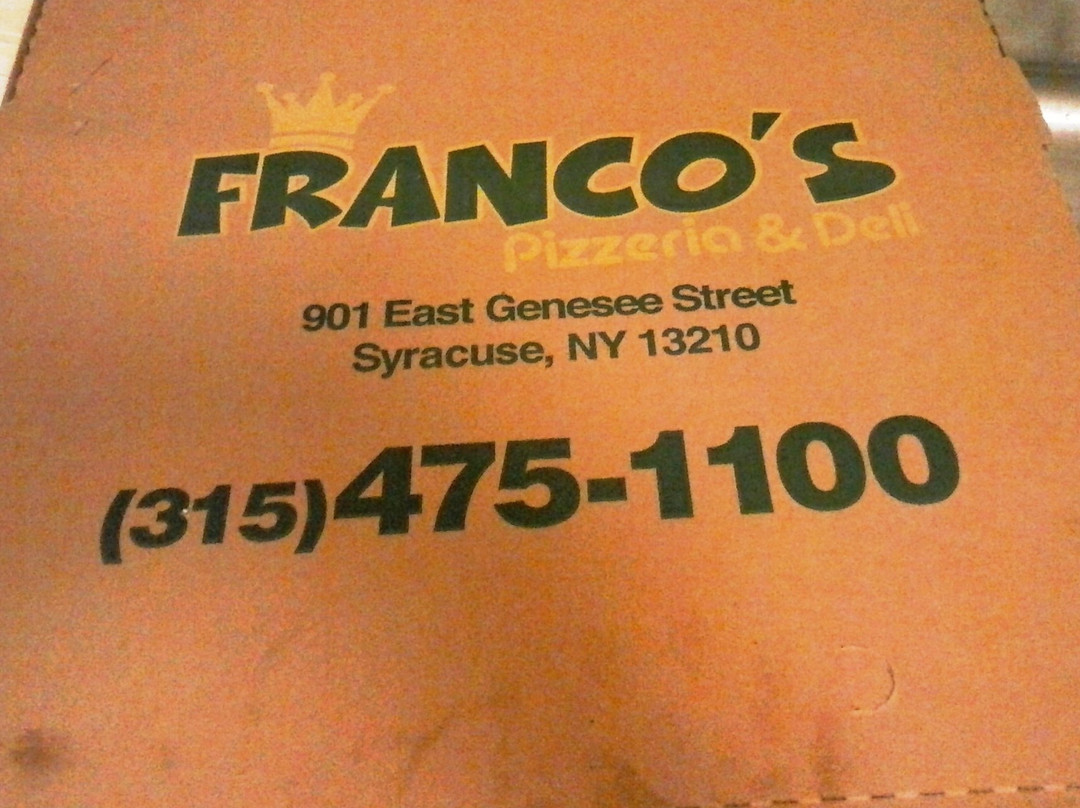 FRANCO'S
Pizzeria & Deli
901 East Genesee Street
Syracuse, NY 13210
(315)475-1100